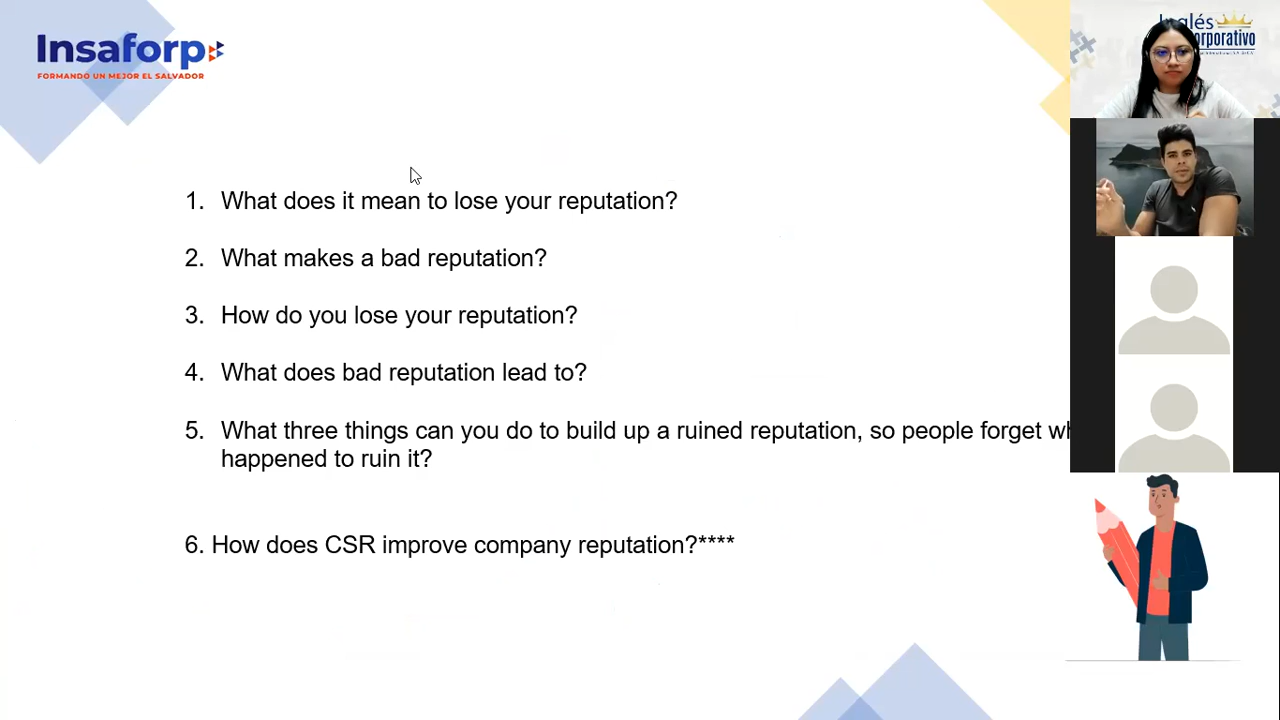 Insaforp
FORMANDO UN MEJOR EL SALVADOR
Inglés
1. What does it mean to lose your reputation?
2. What makes a bad reputation?
3. How do you lose your reputation?
4. What does bad reputation lead to?
5. What three things can you do to build up a ruined reputation, so people forget
happened to ruin it?
6. How does CSR improve company reputation?****